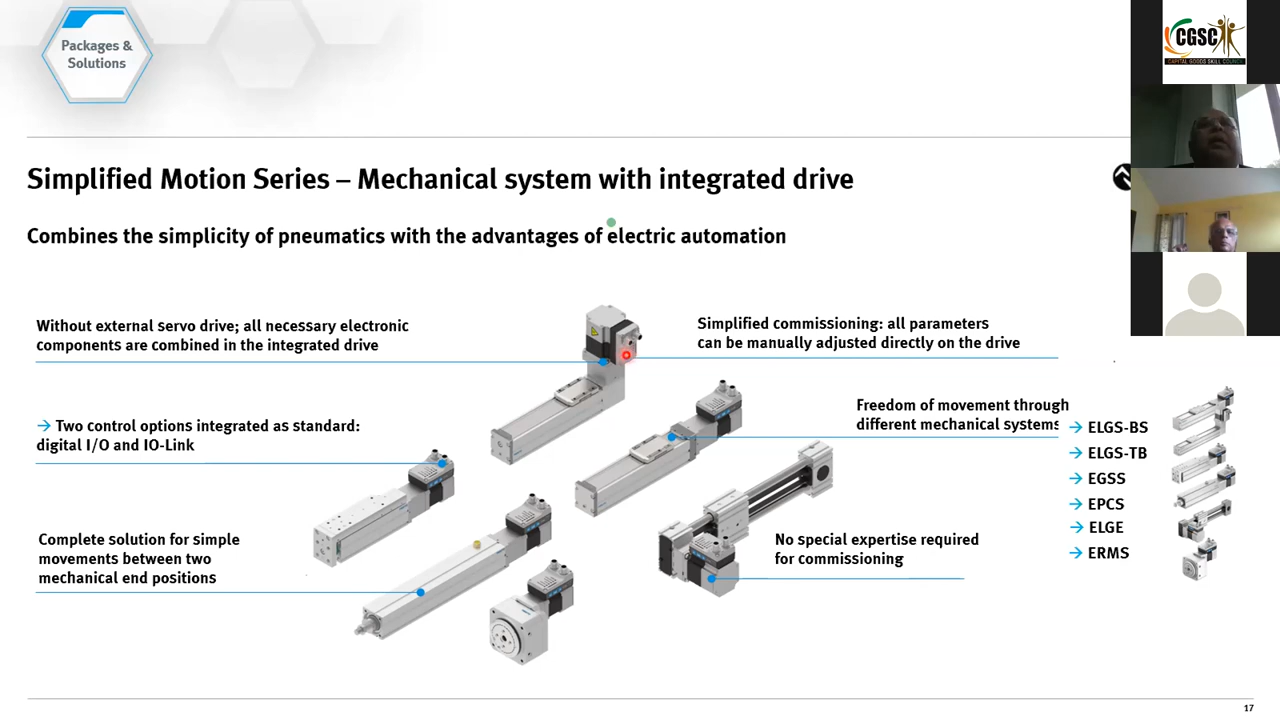 Packages &
Solutions
CGSC
CAPITAL GOODS SKILL COUNCIL
Simplified Motion Series – Mechanical system with integrated drive
Combines the simplicity of pneumatics with the advantages of electric automation
Without external servo drive; all necessary electronic
components are combined in the integrated drive
Simplified commissioning: all parameters
can be manually adjusted directly on the drive
→ Two control options integrated as standard:
digital I/O and IO-Link
Freedom of movement through
different mechanical systems
→ ELGS-BS
→ ELGS-TB
→ EGSS
→ EPCS
→ ELGE
→ ERMS
Complete solution for simple
movements between two
mechanical end positions
No special expertise required
for commissioning
17